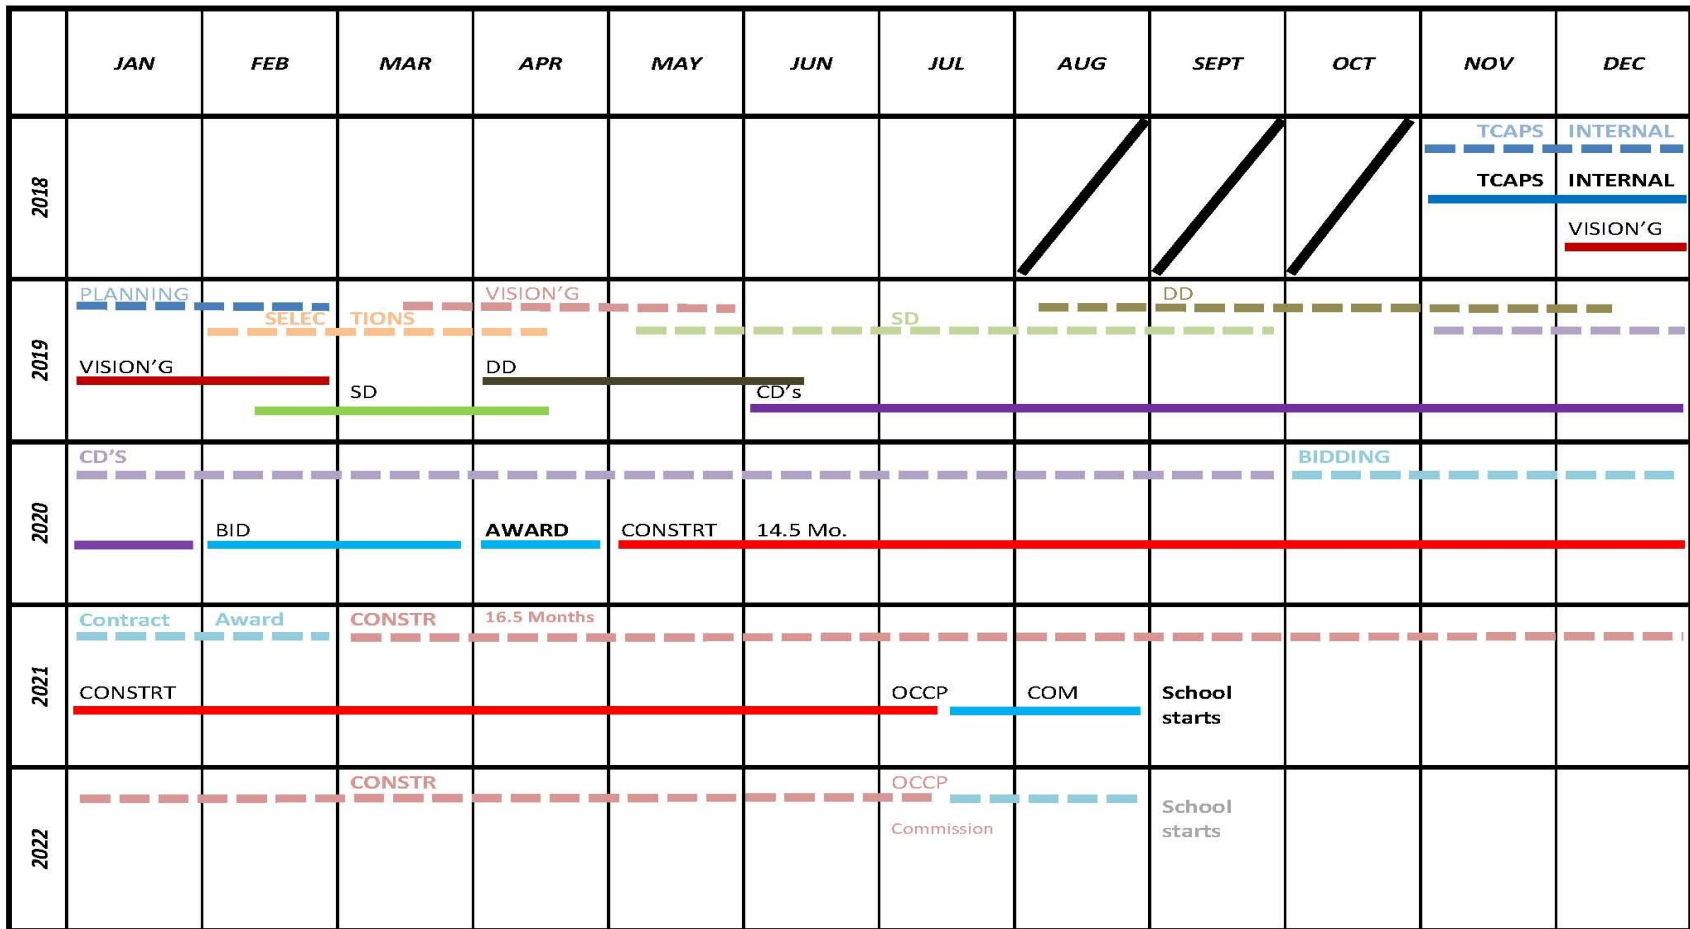 JAN FEB MAR APR MAY JUN JUL AUG SEPT OCT NOV DEC
2018
TCAPS INTERNAL
TCAPS INTERNAL
VISION'G
2019
PLANNING VISION'G DD
SELEC TIONS SD
VISION'G DD
SD CD's
2020
CD'S BIDDING
BID AWARD CONSTRT 14.5 Mo.
2021
Contract Award CONSTR 16.5 Months
CONSTRT OCCP COM School
starts
2022
CONSTR OCCP
School
Commission starts